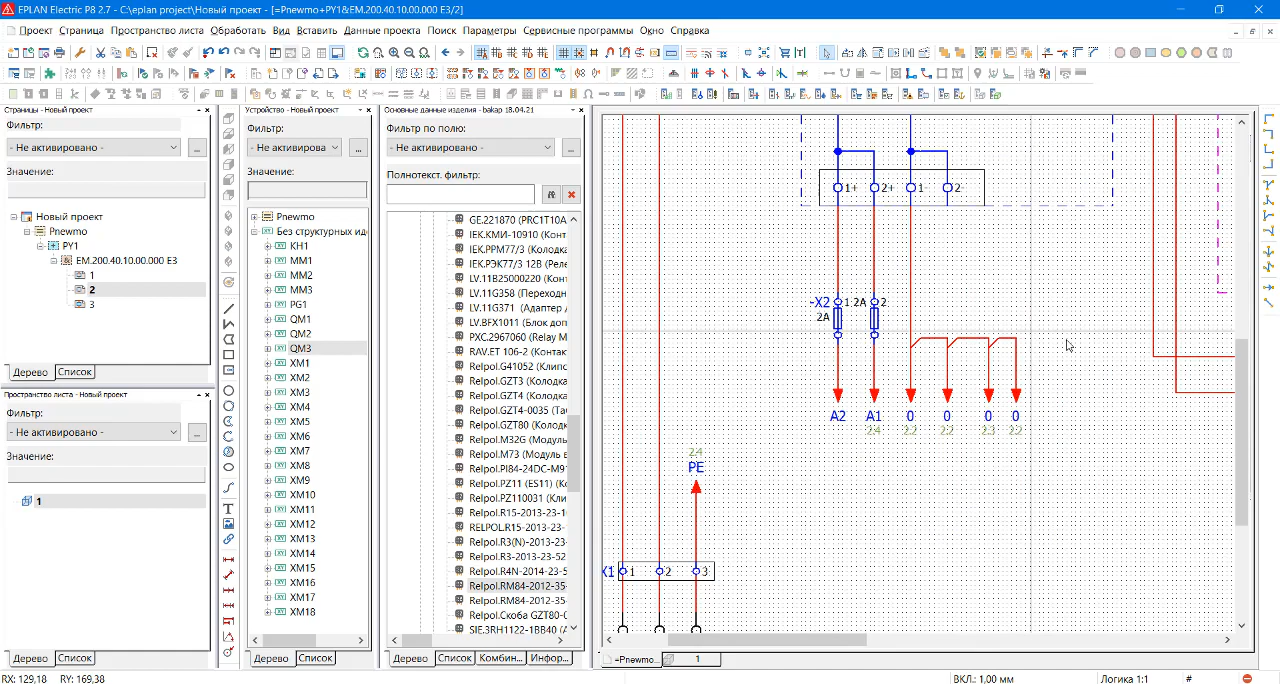 EPLAN Electric P8 2.7 - C:\eplan project\Новый проект - [=Pnewmo+PY1&EM.200.40.10.00.000 E3/2]
Проект Страница Пространство листа Обработать Вид Вставить Данные проекта Поиск Параметры Сервисные программы Окно Справка
Страницы - Новый проект
Фильтр:
- Не активировано -
...
Значение:
Новый проект
Pnewmo
PY1
EM.200.40.10.00.000 E3
1
2
3
Дерево Список
Пространство листа - Новый проект
Фильтр:
- Не активировано -
...
Значение:
1
Дерево Список
Устройство - Новый проект
Фильтр:
- Не активирова
...
Значение:
Pnewmo
Без структурных иде
KH1
MM1
MM2
MM3
PG1
QM1
QM2
QM3
XM1
XM2
XM3
XM4
XM5
XM6
XM7
XM8
XM9
XM10
XM11
XM12
XM13
XM14
XM15
XM16
XM17
XM18
Дерево Список
Основные данные изделия - bakap 18.04.21
Фильтр по полю:
- Не активировано -
...
Полнотекст. фильтр:
GE.221870 (PRC1T10A
IEK.КМИ-10910 (Конт
IEK.РРМ77/3 (Колодка
IEK.РЭК77/3 12В (Реле
LV.11B25000220 (Конт
LV.11G358 (Переходн
LV.11G371 (Адаптер д
LV.BFX1011 (Блок доп
PXC.2967060 (Relay M
RAV.ET 106-2 (Контак
Relpol.G41052 (Клипс
Relpol.GZT3 (Колодка
Relpol.GZT4 (Колодка
Relpol.GZT4-0035 (Таб
Relpol.GZT80 (Колодк
Relpol.M32G (Модуль
Relpol.M73 (Модуль в
Relpol.PI84-24DC-M91
Relpol.PZ11 (ES11) (Ко
Relpol.PZ110031 (Кли
Relpol.R15-2013-23-10
RELPOL.R15-2013-23-1
Relpol.R3(N)-2013-23
Relpol.R3-2013-23-52
Relpol.R4N-2014-23-5
Relpol.RM84-2012-35-
Relpol.RM84-2012-35-
Relpol.Скоба GZT80-0
SIE.3RH1122-1BB40 (А
Дерево Список Комбин... Инфор...
1+ 2+ 1- 2-
-X2 1 2A 2
2A
A2 A1 0 0 0 0
2.4 2.2 2.2 2.3 2.2
2.4
PE
X1 1 2 3
=Pnewmo... 1
RX: 129,18 RY: 169,38 ВКЛ.: 1,00 мм Логика 1:1 #